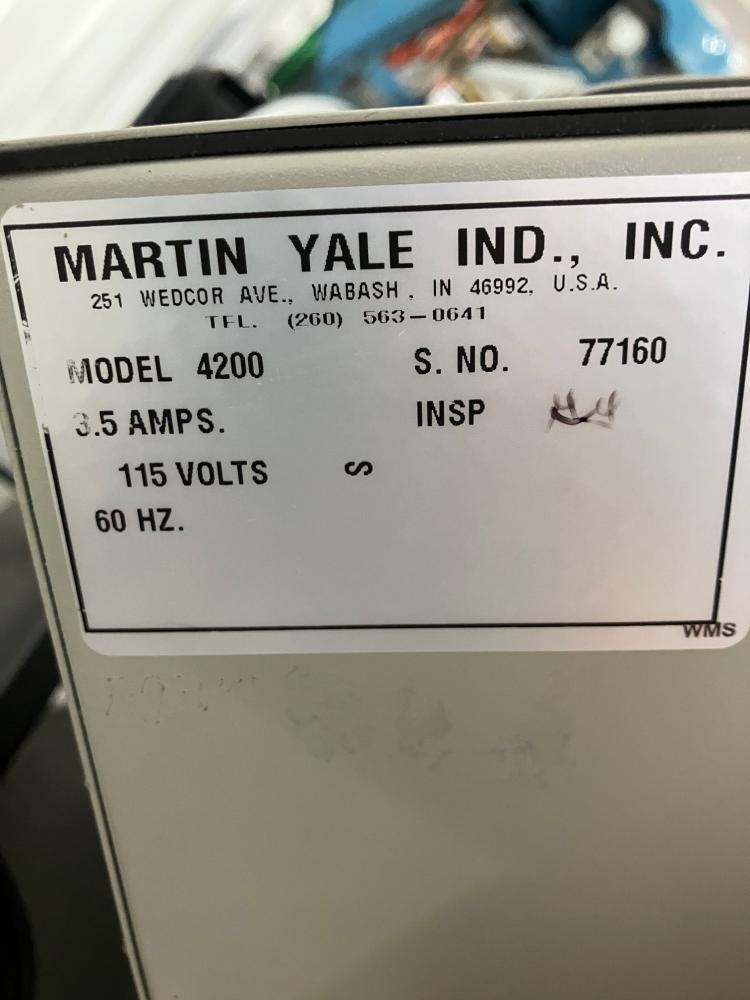 MARTIN YALE IND., INC.
251 WEDCOR AVE., WABASH, IN 46992, U.S.A.
TEL. (260) 563-0641
MODEL 4200 S. NO. 77160
3.5 AMPS. INSP
115 VOLTS S
60 HZ.
WMS